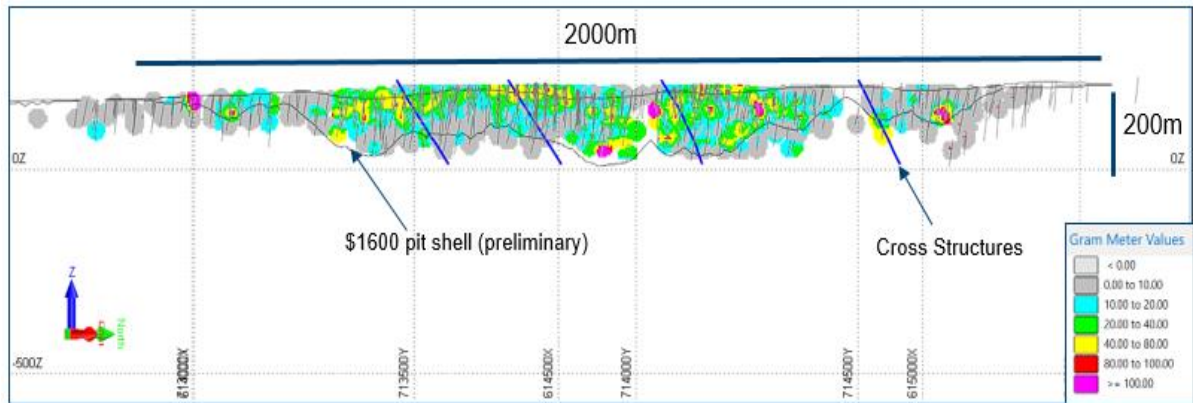 2000m
200m
0Z
0Z
$1600 pit shell (preliminary)
Cross Structures
Gram Meter Values
< 0.00
0.00 to 10.00
10.00 to 20.00
20.00 to 40.00
40.00 to 80.00
80.00 to 100.00
>= 100.00
Z
North
-500Z
713500Y
614500X
714000Y
714500Y
615000X